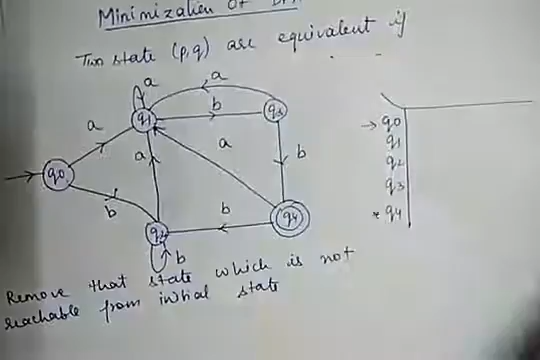 Minimization of DFA
Two state (p,q) are equivalent if
a
a
b
q1
q3
→ q0
q1
q2
q3
* q4
a
a
a
b
q0
b
b
q4
q2
b
Remove that state which is not
reachable from initial state